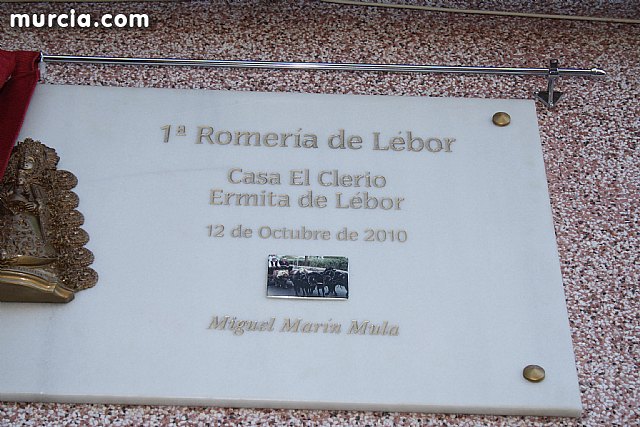 murcia.com
1ª Romería de Lébor
Casa El Clerio
Ermita de Lébor
12 de Octubre de 2010
Miguel Marín Mula